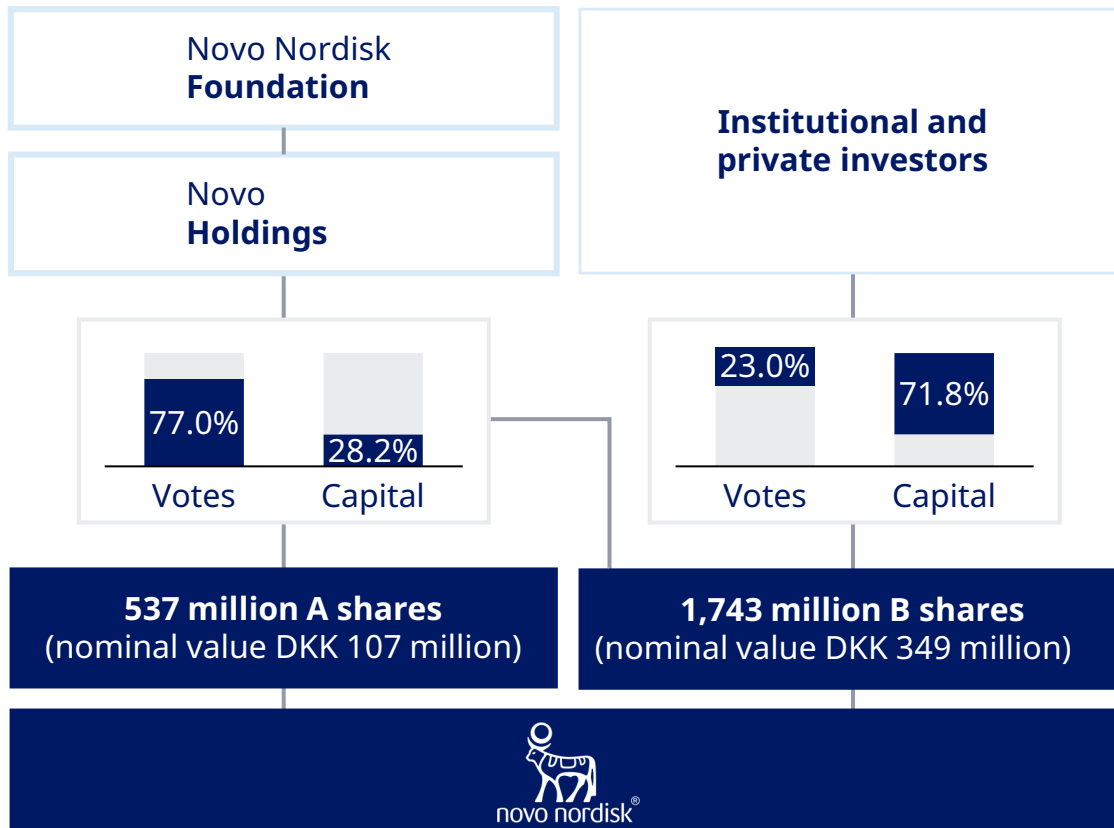 Novo Nordisk
Foundation
Novo
Holdings
Institutional and
private investors
77.0%
28.2%
Votes
Capital
23.0%
71.8%
Votes
Capital
537 million A shares
(nominal value DKK 107 million)
1,743 million B shares
(nominal value DKK 349 million)
novo nordisk®